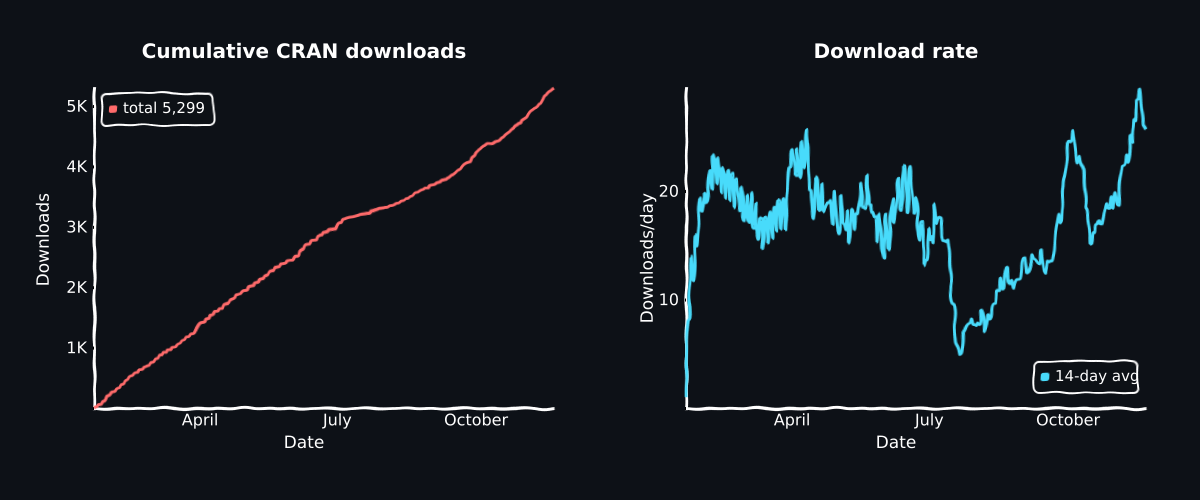 Cumulative CRAN downloads
total 5,299
5K
4K
3K
2K
1K
Downloads
April July October
Date
Download rate
20
10
Downloads/day
14-day avg
April July October
Date